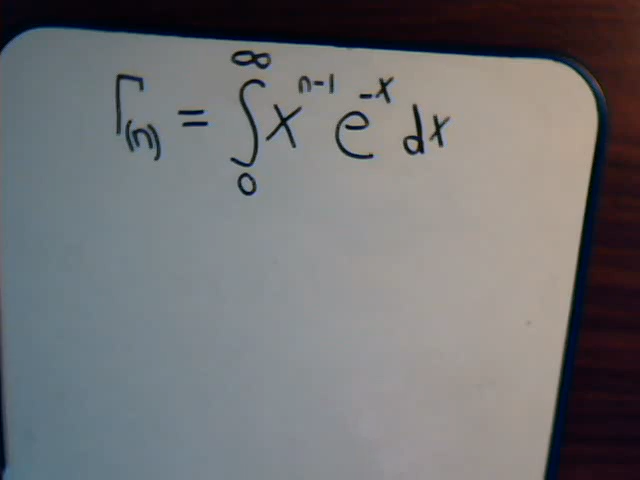 Γ(n) = ∫₀^∞ x^{n-1} e^{-x} dx